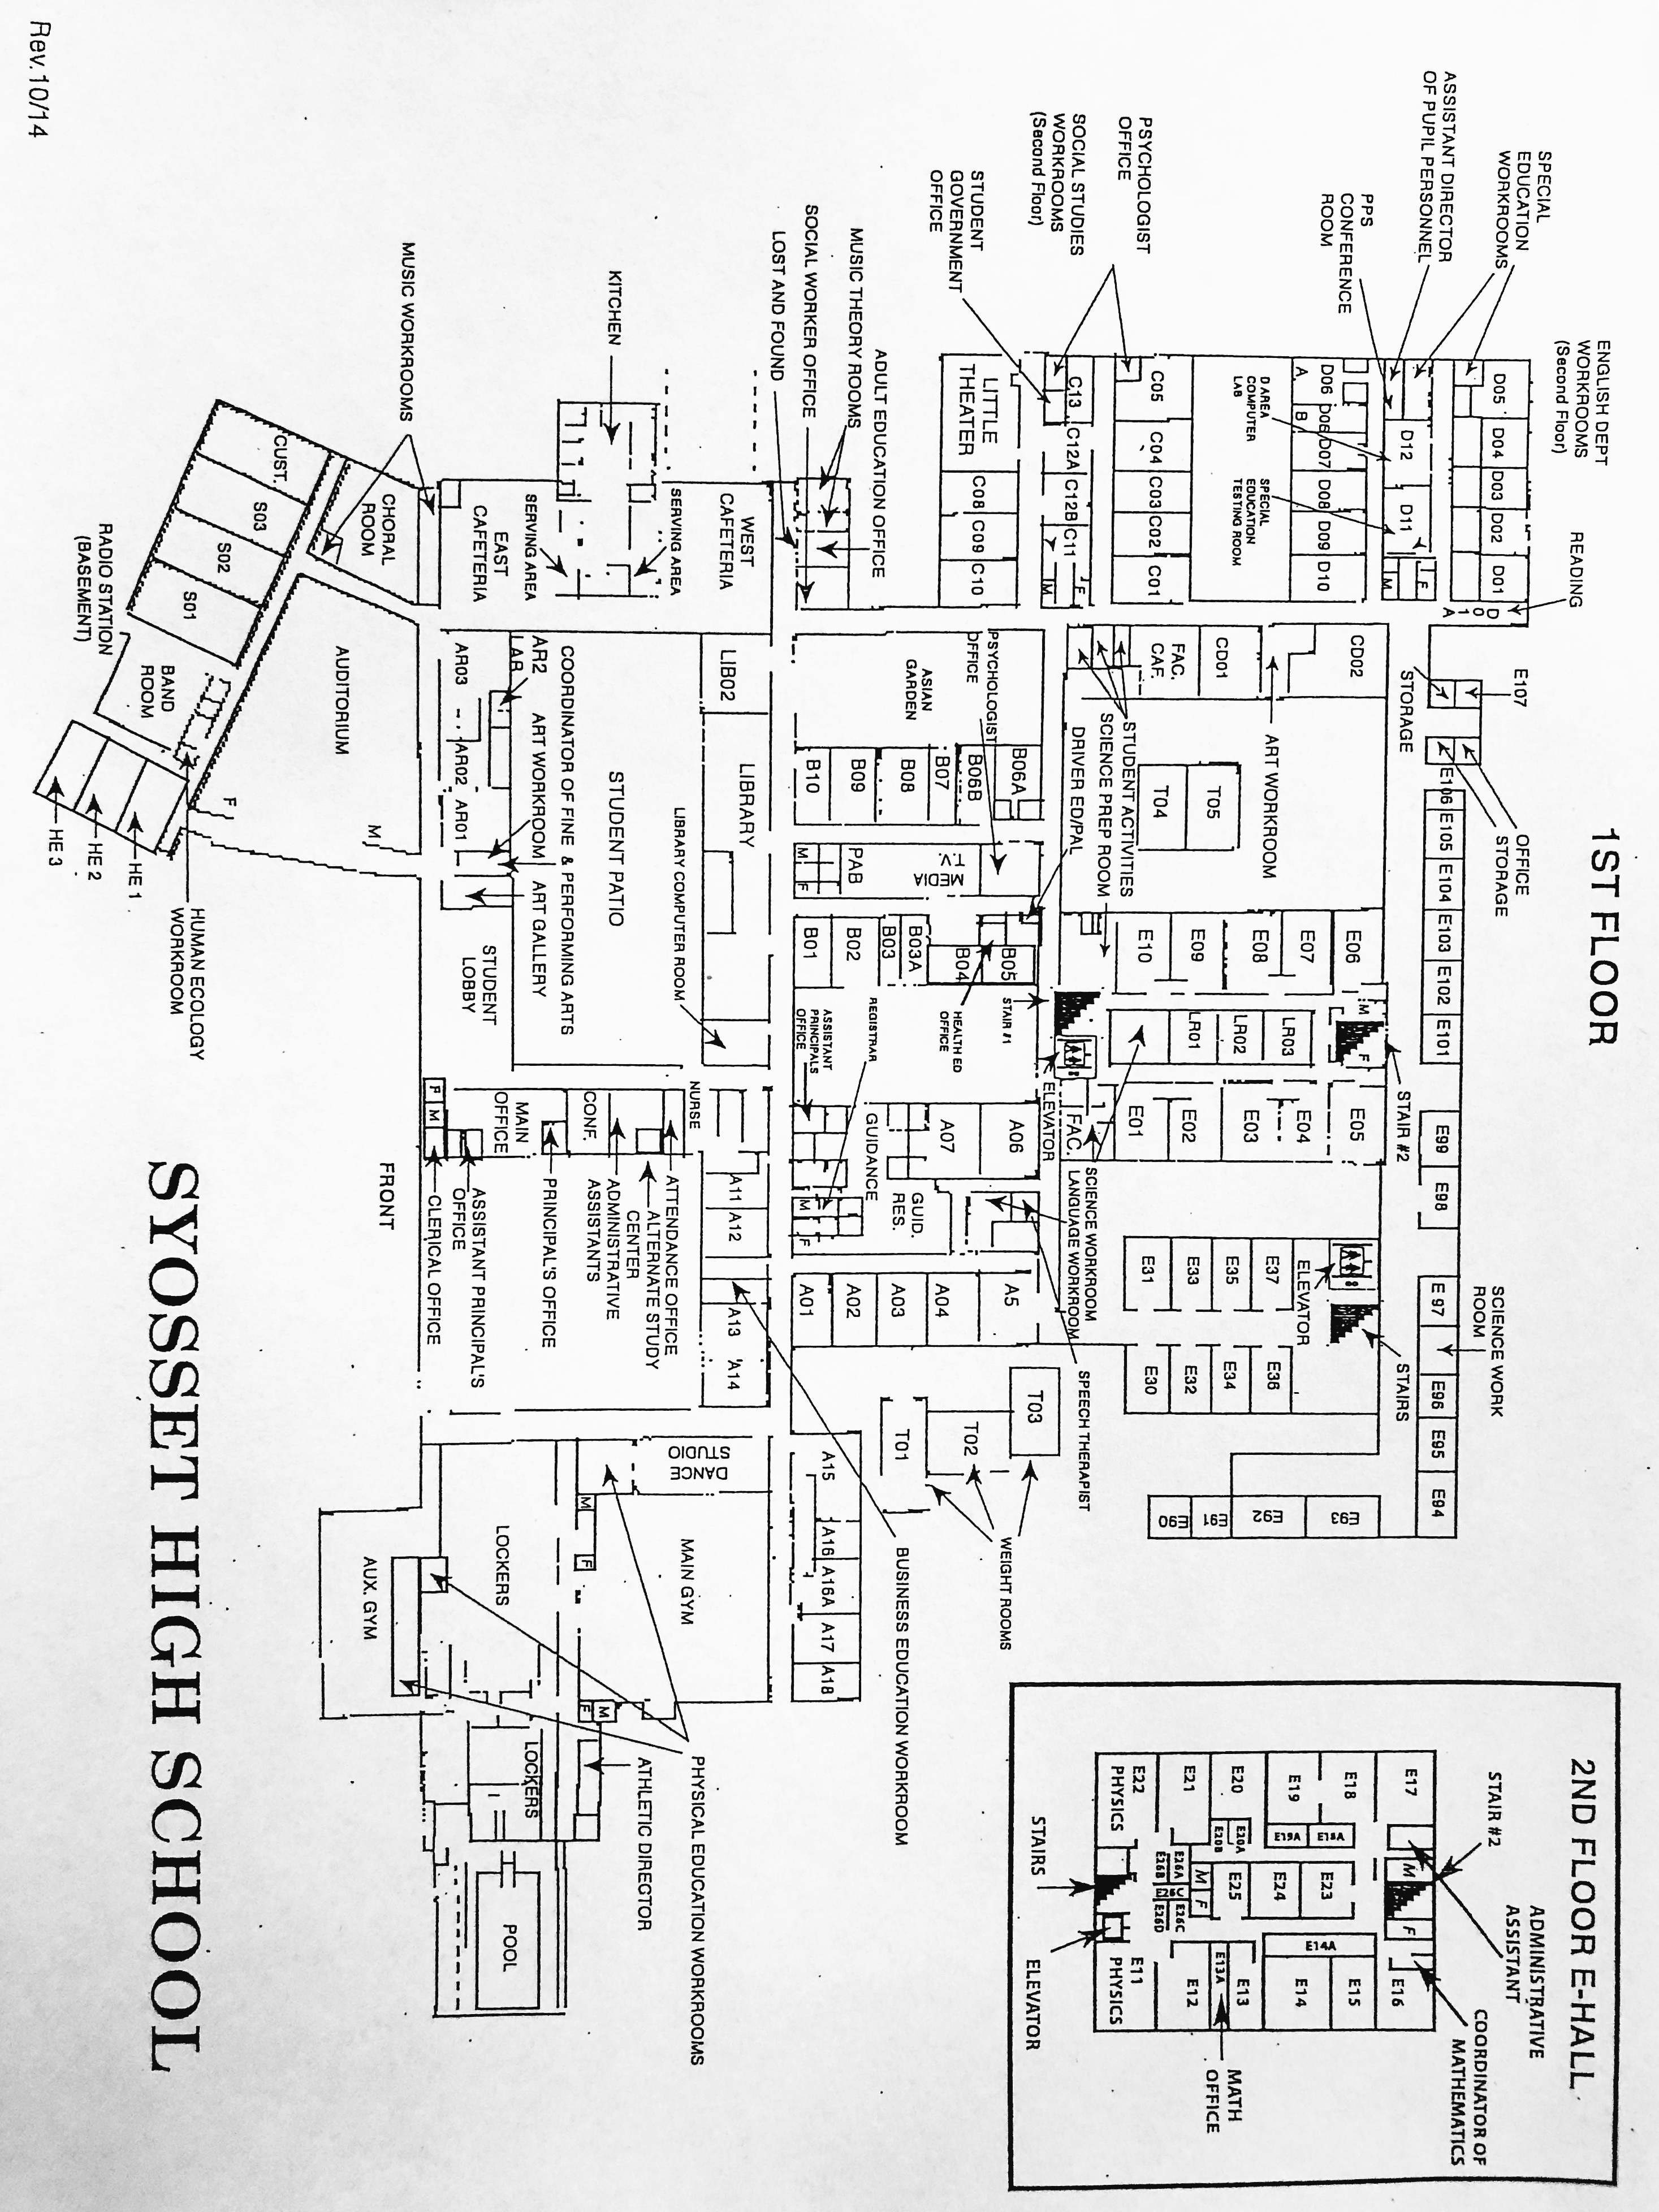 1ST FLOOR
ENGLISH DEPT
WORKROOMS
(Second Floor)
READING
SPECIAL
EDUCATION
WORKROOMS
ASSISTANT DIRECTOR
OF PUPIL PERSONNEL
PPS
CONFERENCE
ROOM
PSYCHOLOGIST
OFFICE
SOCIAL STUDIES
WORKROOMS
(Second Floor)
STUDENT
GOVERNMENT
OFFICE
D05
D04
D03
D02
D01
D
10
A
D12
D11
F
M
D06
A
D06
B
D07
D08
D09
D10
D AREA
COMPUTER
LAB
SPECIAL
EDUCATION
TESTING ROOM
C05
C04
C03
C02
C01
C13
C12A
C12B
C11
F
M
LITTLE
THEATER
C08
C09
C10
E107
STORAGE
OFFICE
STORAGE
E106
E105
E104
E103
E102
E101
E99
E98
E 97
SCIENCE WORK
ROOM
E96
E95
E94
E93
E92
E91
E90
CD02
CD01
FAC.
CAF.
ART WORKROOM
T05
T04
STUDENT ACTIVITIES
SCIENCE PREP ROOM
DRIVER ED/PAL
E06
E07
E08
E09
E10
M
F
STAIR #2
LR03
LR02
LR01
E05
E04
E03
E02
E01
FAC.
ELEVATOR
STAIR #1
SCIENCE WORKROOM
LANGUAGE WORKROOM
SPEECH THERAPIST
ELEVATOR
STAIRS
E37
E35
E33
E31
E36
E34
E32
E30
MUSIC THEORY ROOMS
ADULT EDUCATION OFFICE
SOCIAL WORKER OFFICE
LOST AND FOUND
ASIAN
GARDEN
PSYCHOLOGIST
OFFICE
B06A
B06B
B07
B08
B09
B10
MEDIA
T.V.
PAB
M
F
B05
B04
B03A
B03
B02
B01
HEALTH ED
OFFICE
REGISTRAR
ASSISTANT
PRINCIPALS
OFFICE
A06
A07
GUIDANCE
GUID.
RES.
M
F
A5
A04
A03
A02
A01
T03
T02
T01
WEIGHT ROOMS
A15
A16
A16A
A17
A18
KITCHEN
WEST
CAFETERIA
SERVING AREA
SERVING AREA
EAST
CAFETERIA
LIB02
LIBRARY
LIBRARY COMPUTER ROOM
STUDENT PATIO
COORDINATOR OF FINE & PERFORMING ARTS
ART WORKROOM
ART GALLERY
AR2
LAB
AR03
AR02
AR01
STUDENT
LOBBY
NURSE
A11
A12
A13
A14
BUSINESS EDUCATION WORKROOM
ATTENDANCE OFFICE
ALTERNATE STUDY
CENTER
ADMINISTRATIVE
ASSISTANTS
CONF.
PRINCIPAL'S OFFICE
MAIN
OFFICE
ASSISTANT PRINCIPAL'S
OFFICE
CLERICAL OFFICE
F
M
FRONT
DANCE
STUDIO
MAIN GYM
M
F
LOCKERS
AUX. GYM
F
M
LOCKERS
POOL
PHYSICAL EDUCATION WORKROOMS
ATHLETIC DIRECTOR
MUSIC WORKROOMS
CHORAL
ROOM
CUST.
S03
S02
S01
AUDITORIUM
RADIO STATION
(BASEMENT)
BAND
ROOM
F
M
HE 1
HE 2
HE 3
HUMAN ECOLOGY
WORKROOM
2ND FLOOR E-HALL
STAIR #2
ADMINISTRATIVE
ASSISTANT
COORDINATOR OF
MATHEMATICS
E17
E18
E19
E20
E21
E22
PHYSICS
E18A
E19A
E20A
E20B
M
F
E16
E23
E24
E25
M
F
E26A
E26B
E26C
E26C
E26D
E14A
E15
E14
E13
E13A
E12
E11
PHYSICS
MATH
OFFICE
STAIRS
ELEVATOR
SYOSSET HIGH SCHOOL
Rev.10/14